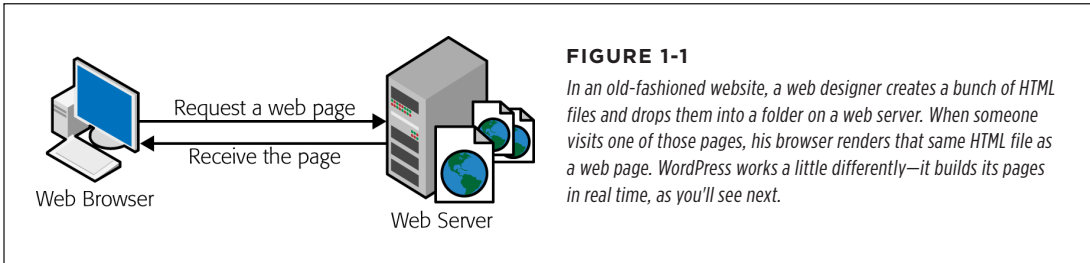 Request a web page
Receive the page
Web Browser
Web Server
FIGURE 1-1
In an old-fashioned website, a web designer creates a bunch of HTML
files and drops them into a folder on a web server. When someone
visits one of those pages, his browser renders that same HTML file as
a web page. WordPress works a little differently—it builds its pages
in real time, as you'll see next.